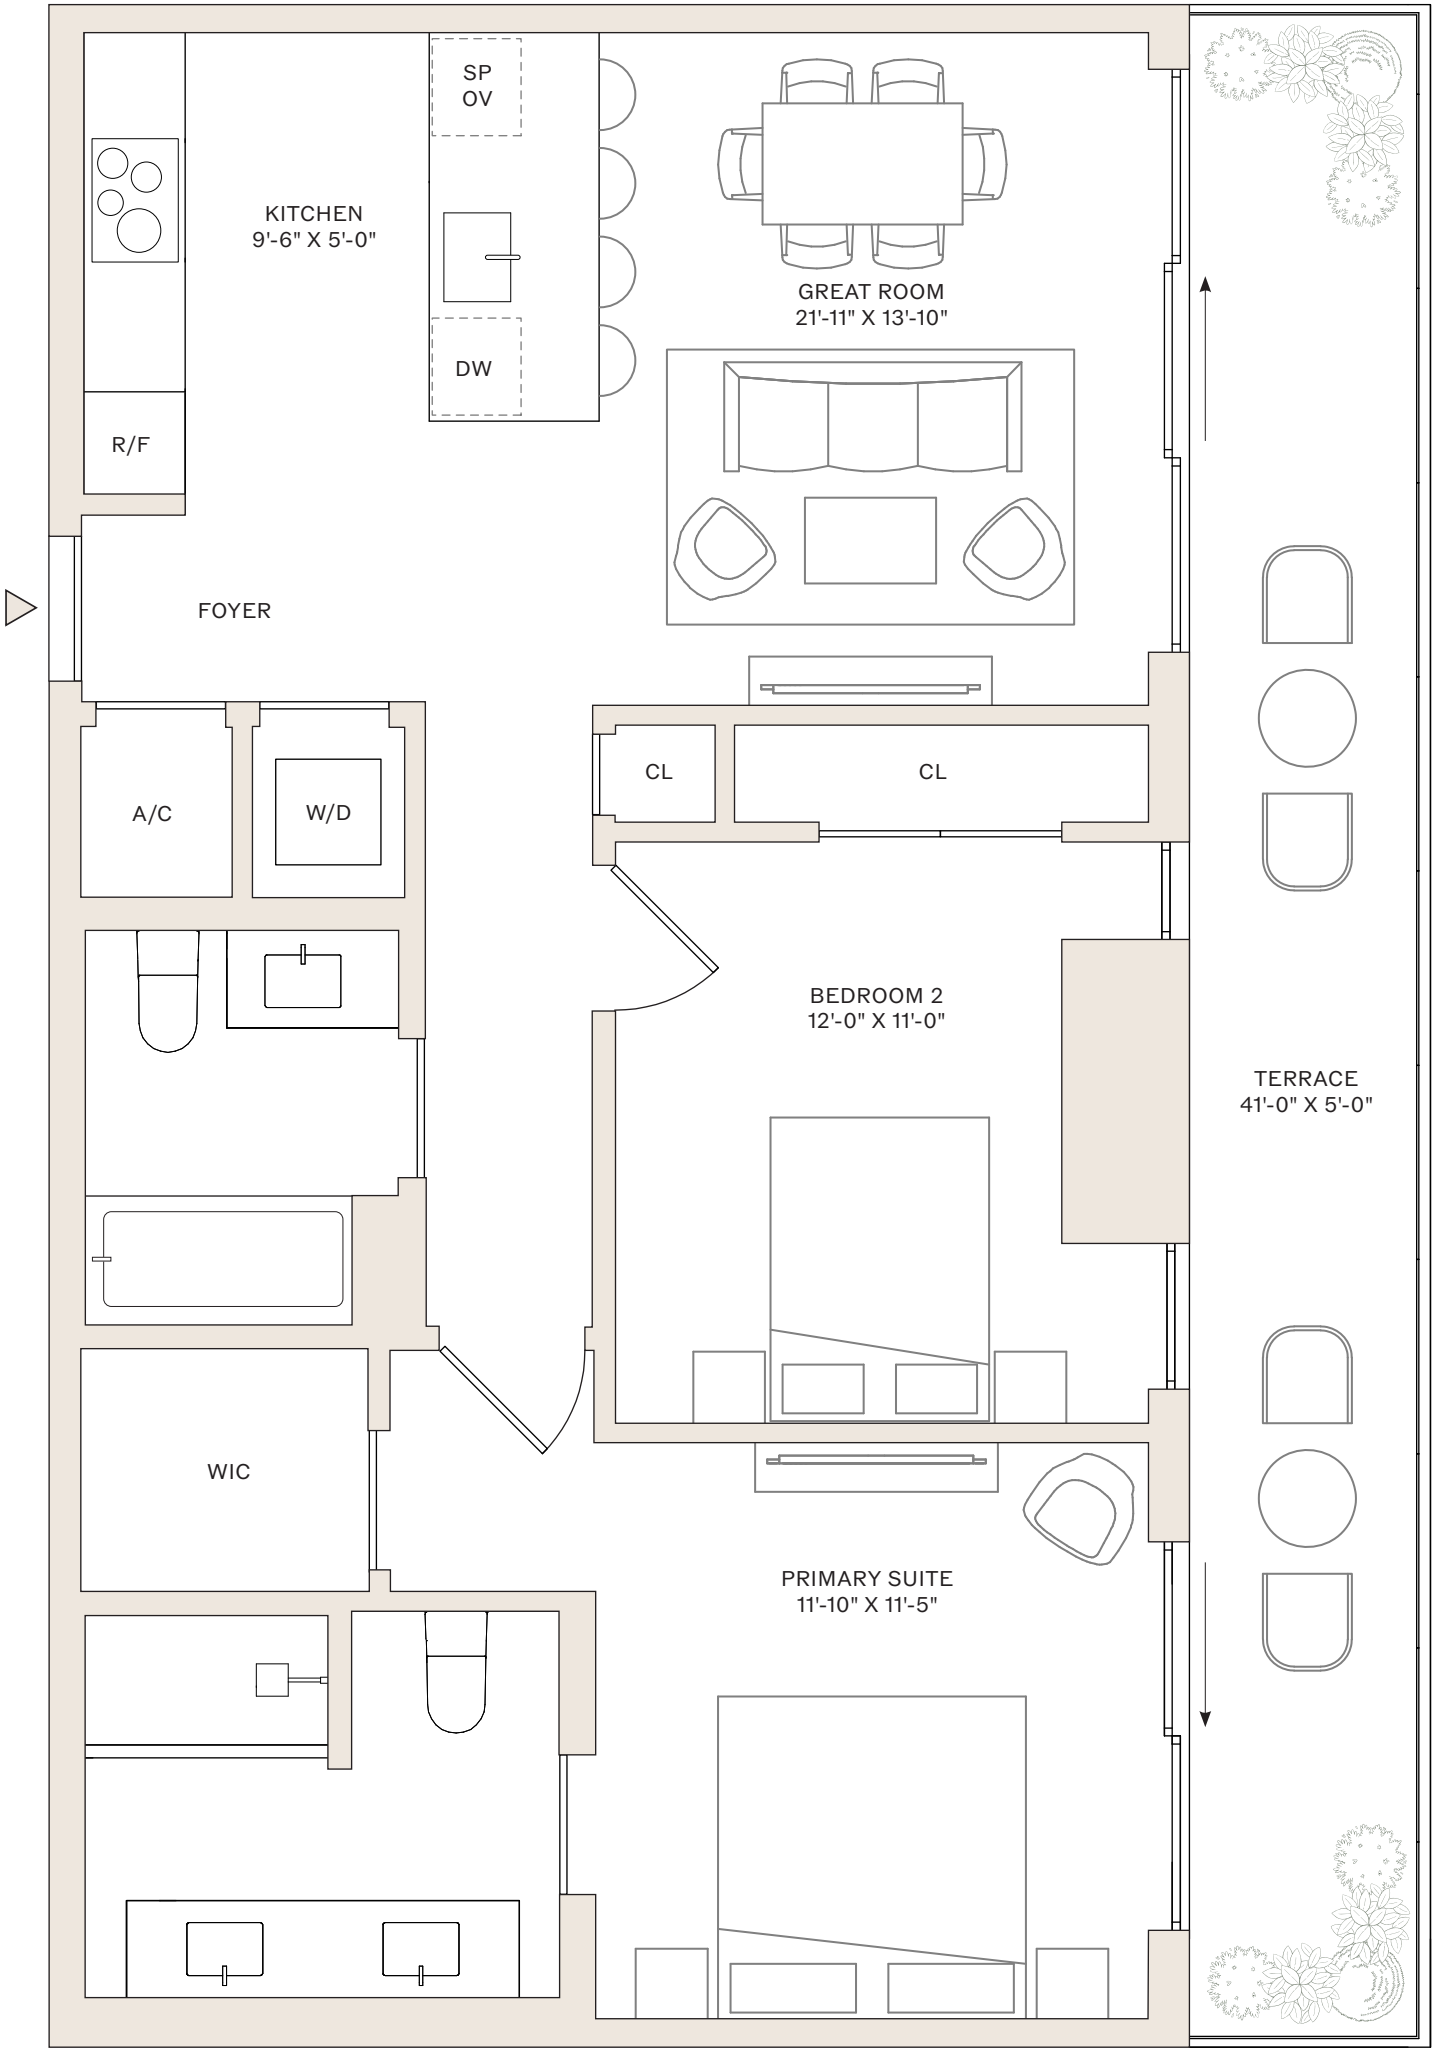 SP
OV
KITCHEN
9'-6" X 5'-0"
GREAT ROOM
21'-11" X 13'-10"
DW
R/F
FOYER
CL
CL
A/C
W/D
BEDROOM 2
12'-0" X 11'-0"
TERRACE
41'-0" X 5'-0"
WIC
PRIMARY SUITE
11'-10" X 11'-5"